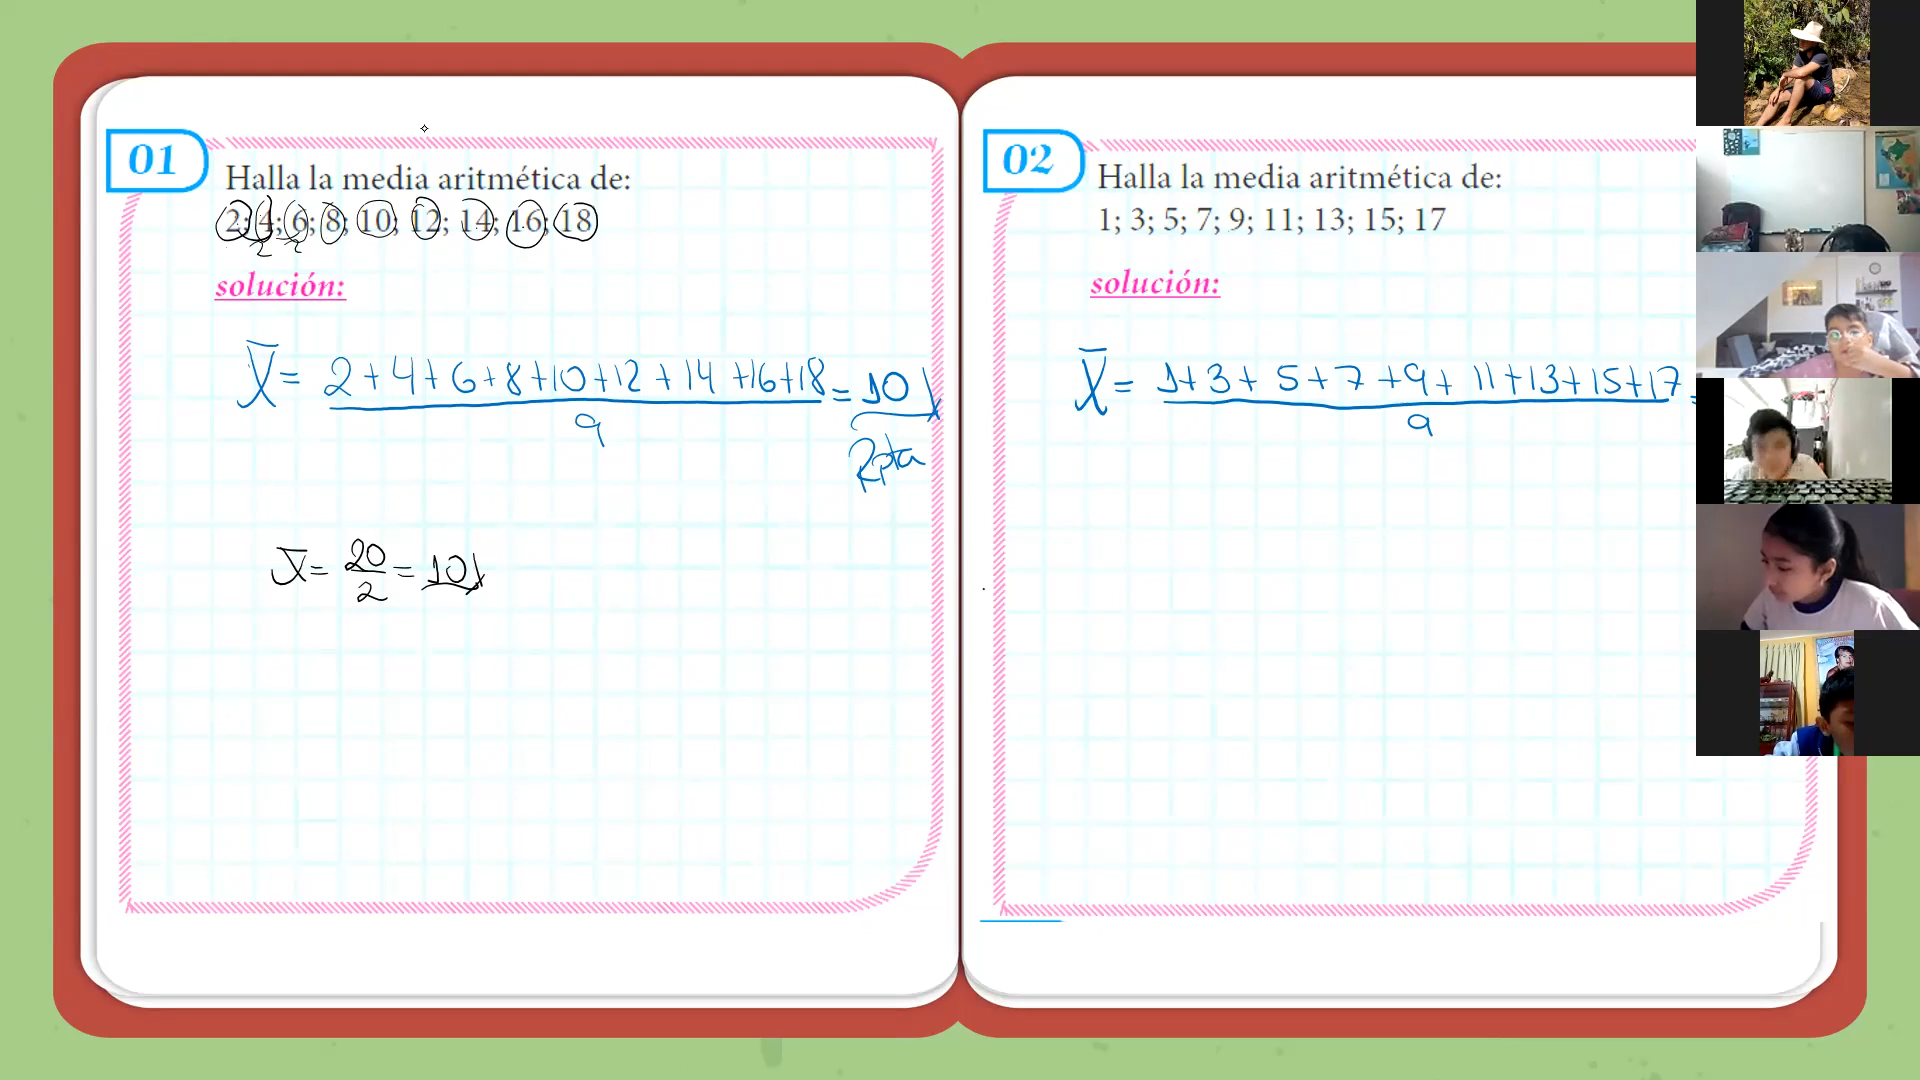 01
Halla la media aritmética de:
2; 4; 6; 8; 10; 12; 14; 16; 18
2 2
solución:
X̄ = 2+4+6+8+10+12+14+16+18 = 10
9
Rpta
X̄ = 20 = 10
2
02
Halla la media aritmética de:
1; 3; 5; 7; 9; 11; 13; 15; 17
solución:
X̄ = 1+3+5+7+9+11+13+15+17 =
9